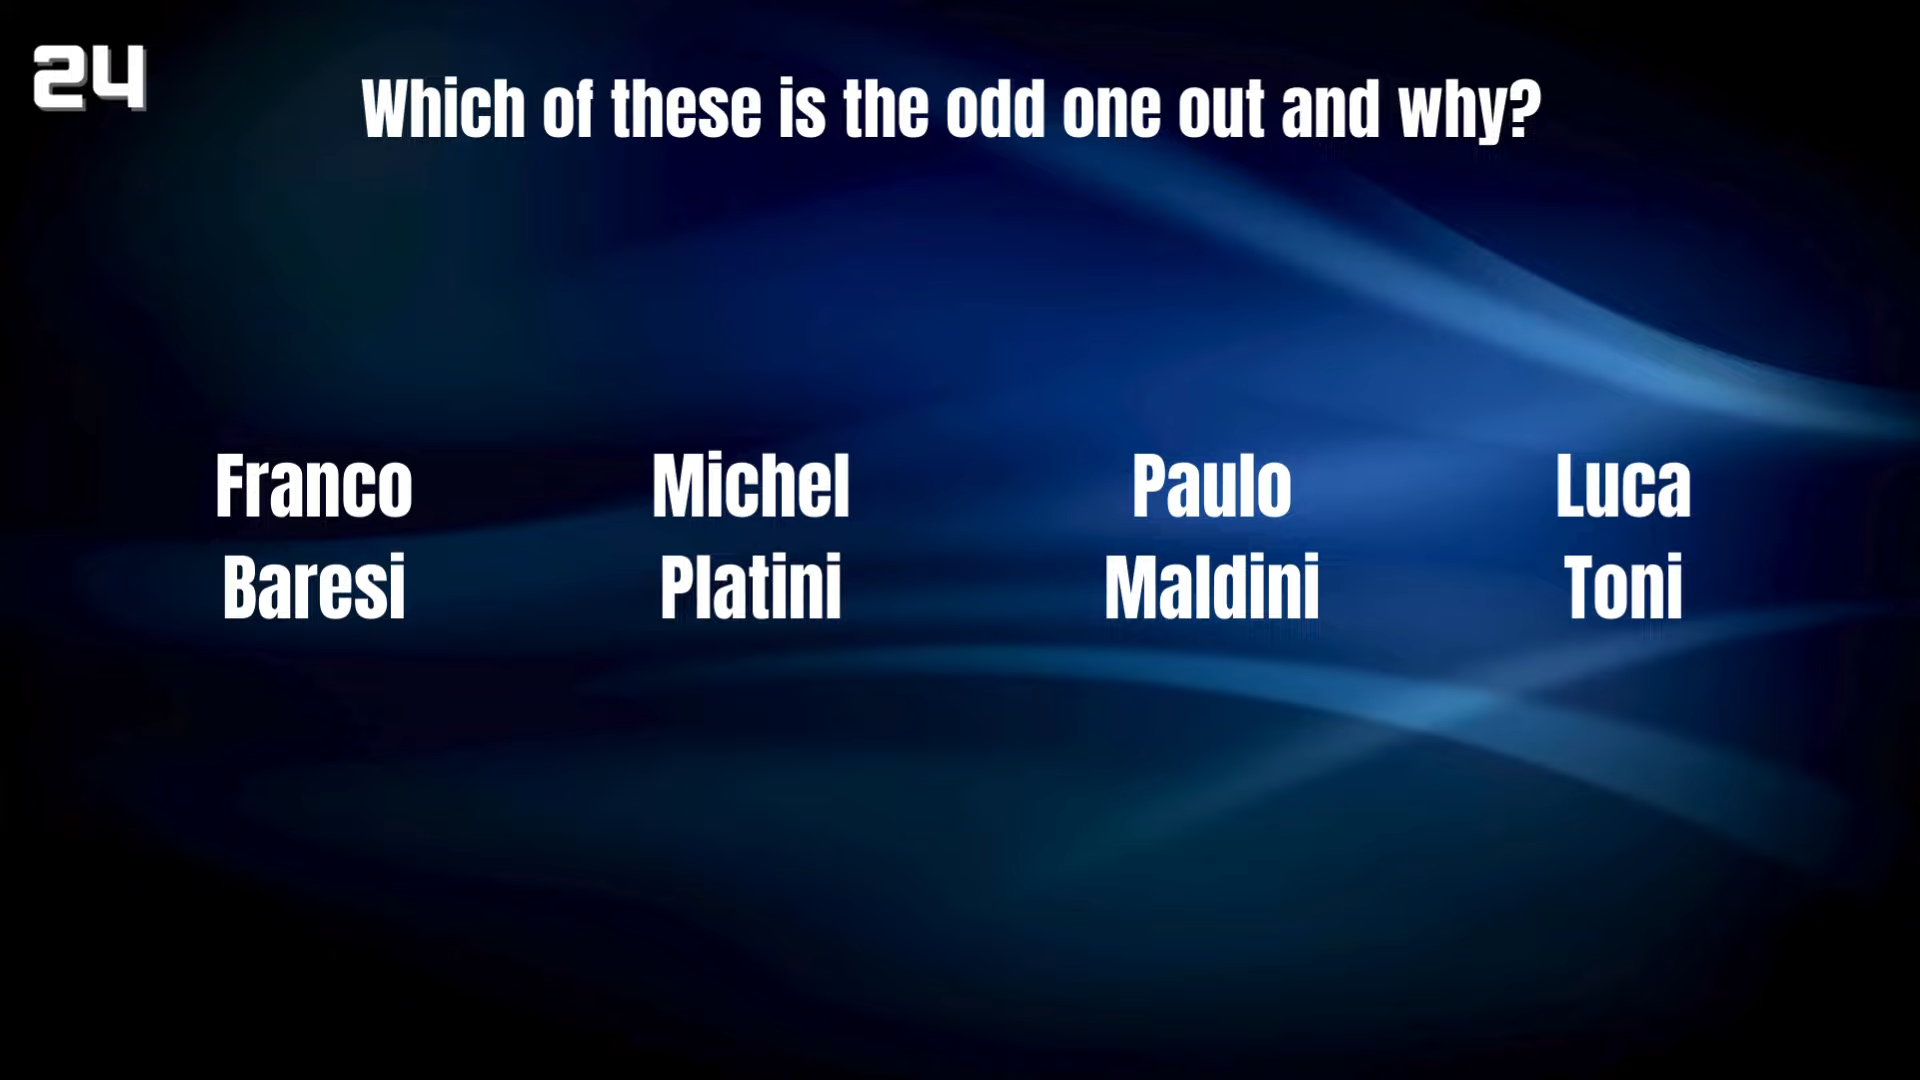 24
Which of these is the odd one out and why?
Franco
Baresi
Michel
Platini
Paulo
Maldini
Luca
Toni